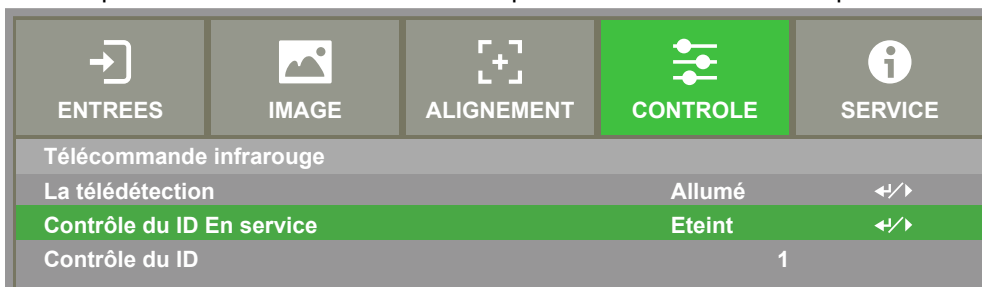 ENTREES IMAGE ALIGNEMENT CONTROLE SERVICE
Télécommande infrarouge
La télédétection Allumé
Contrôle du ID En service Eteint
Contrôle du ID 1